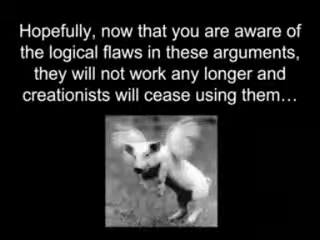 Hopefully, now that you are aware of
the logical flaws in these arguments,
they will not work any longer and
creationists will cease using them…